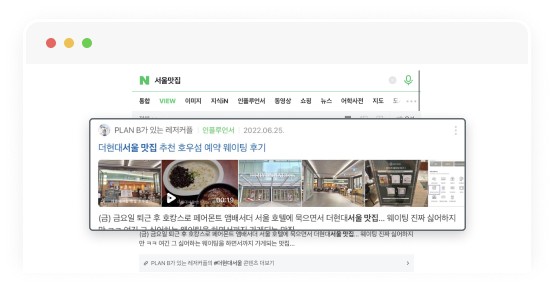 N 서울맛집
통합 VIEW 이미지 지식iN 인플루언서 동영상 쇼핑 뉴스 어학사전 지도
PLAN B가 있는 레저커플 인플루언서 2022.06.25.
더현대서울 맛집 추천 호우섬 예약 웨이팅 후기
00:19
(금) 금요일 퇴근 후 호캉스로 페어몬트 앰배서더 서울 호텔에 묵으면서 더현대서울 맛집... 웨이팅 진짜 싫어하지
(금) 금요일 퇴근 후 호캉스로 페어몬트 앰배서더 서울 호텔에 묵으면서 더현대서울 맛집... 웨이팅 진짜 싫어하지
만 ㅋㅋ 여긴 그 싫어하는 웨이팅을 하면서까지 가게되는 맛집...
PLAN B가 있는 레저커플의 #더현대서울 콘텐츠 더보기